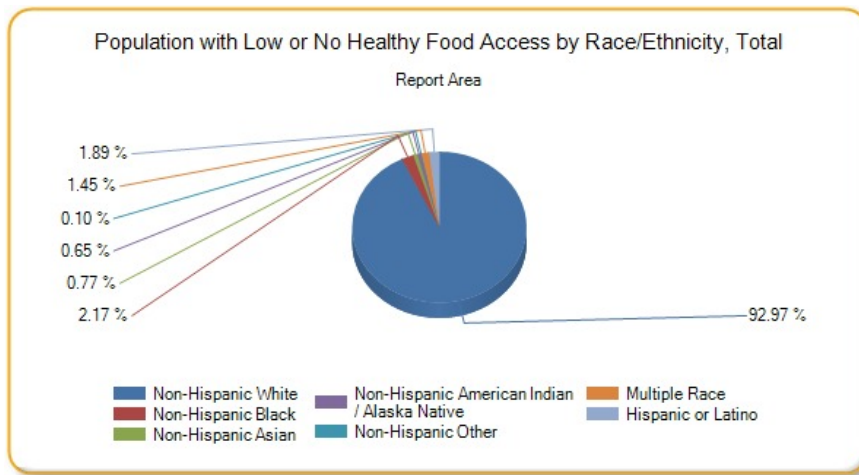 Population with Low or No Healthy Food Access by Race/Ethnicity, Total
Report Area
1.89 %
1.45 %
0.10 %
0.65 %
0.77 %
2.17 %
92.97 %
Non-Hispanic White
Non-Hispanic Black
Non-Hispanic Asian
Non-Hispanic American Indian
/ Alaska Native
Non-Hispanic Other
Multiple Race
Hispanic or Latino